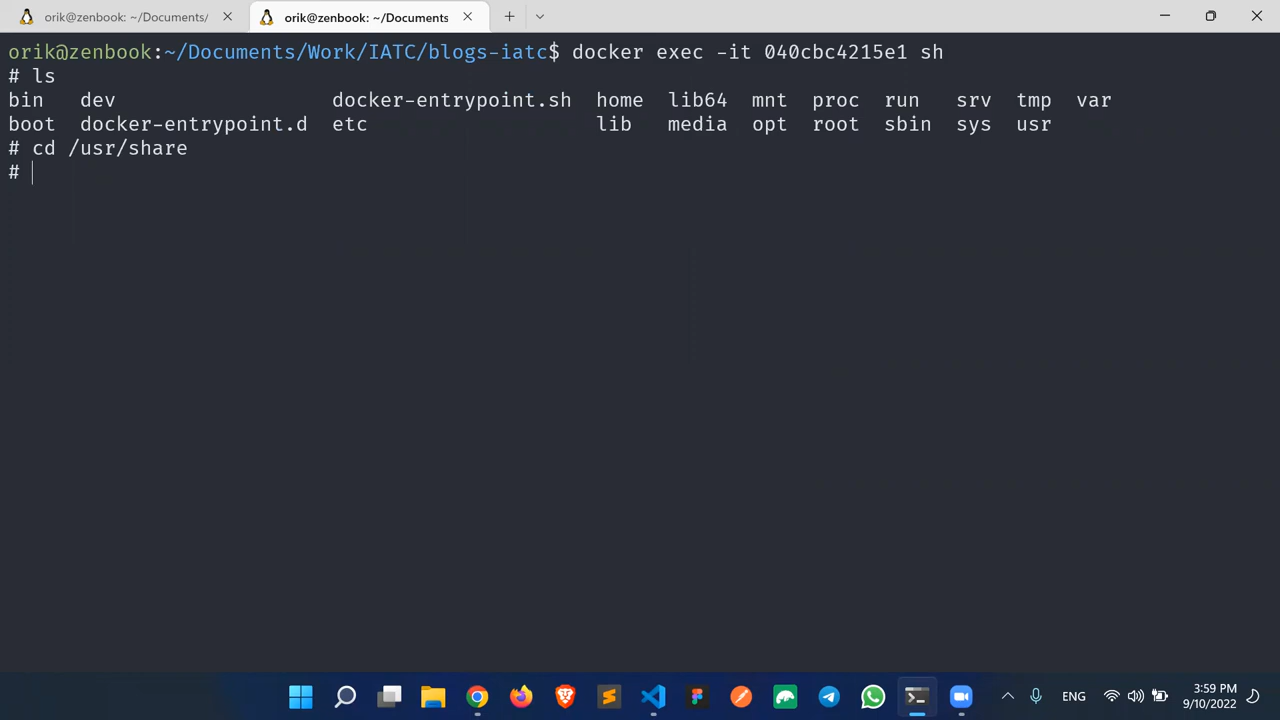 orik@zenbook: ~/Documents/
orik@zenbook: ~/Documents
orik@zenbook:~/Documents/Work/IATC/blogs-iatc$ docker exec -it 040cbc4215e1 sh
# ls
bin dev docker-entrypoint.sh home lib64 mnt proc run srv tmp var
boot docker-entrypoint.d etc lib media opt root sbin sys usr
# cd /usr/share
#
ENG
3:59 PM
9/10/2022